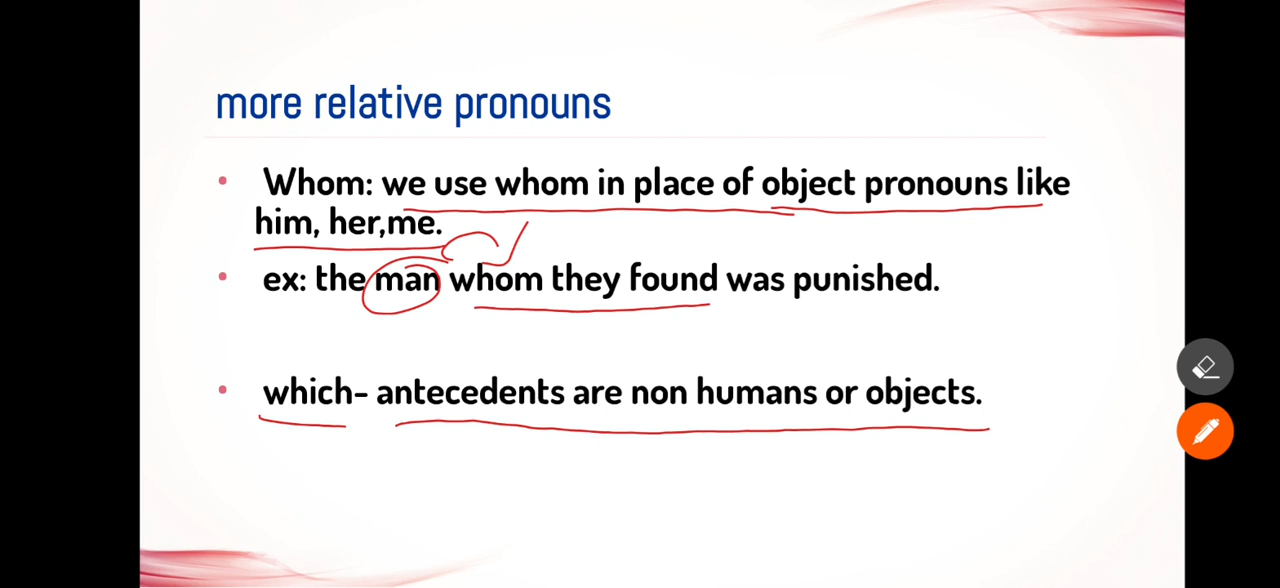 more relative pronouns
• Whom: we use whom in place of object pronouns like
him, her,me.
• ex: the man whom they found was punished.
• which- antecedents are non humans or objects.